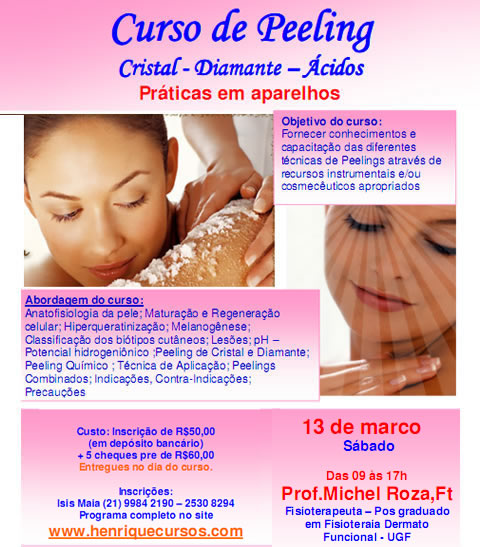 Curso de Peeling
Cristal - Diamante – Ácidos
Práticas em aparelhos
Objetivo do curso:
Fornecer conhecimentos e
capacitação das diferentes
técnicas de Peelings através de
recursos instrumentais e/ou
cosmecêuticos apropriados
Abordagem do curso:
Anatofisiologia da pele; Maturação e Regeneração
celular; Hiperqueratinização; Melanogênese;
Classificação dos biótipos cutâneos; Lesões; pH –
Potencial hidrogeniônico ;Peeling de Cristal e Diamante;
Peeling Químico ; Técnica de Aplicação; Peelings
Combinados; Indicações, Contra-Indicações;
Precauções
Custo: Inscrição de R$50,00
(em depósito bancário)
+ 5 cheques pre de R$60,00
Entregues no dia do curso.
Inscrições:
Isis Maia (21) 9984 2190 – 2530 8294
Programa completo no site
www.henriquecursos.com
13 de marco
Sábado
Das 09 às 17h
Prof.Michel Roza,Ft
Fisioterapeuta – Pos graduado
em Fisioteraia Dermato
Funcional - UGF